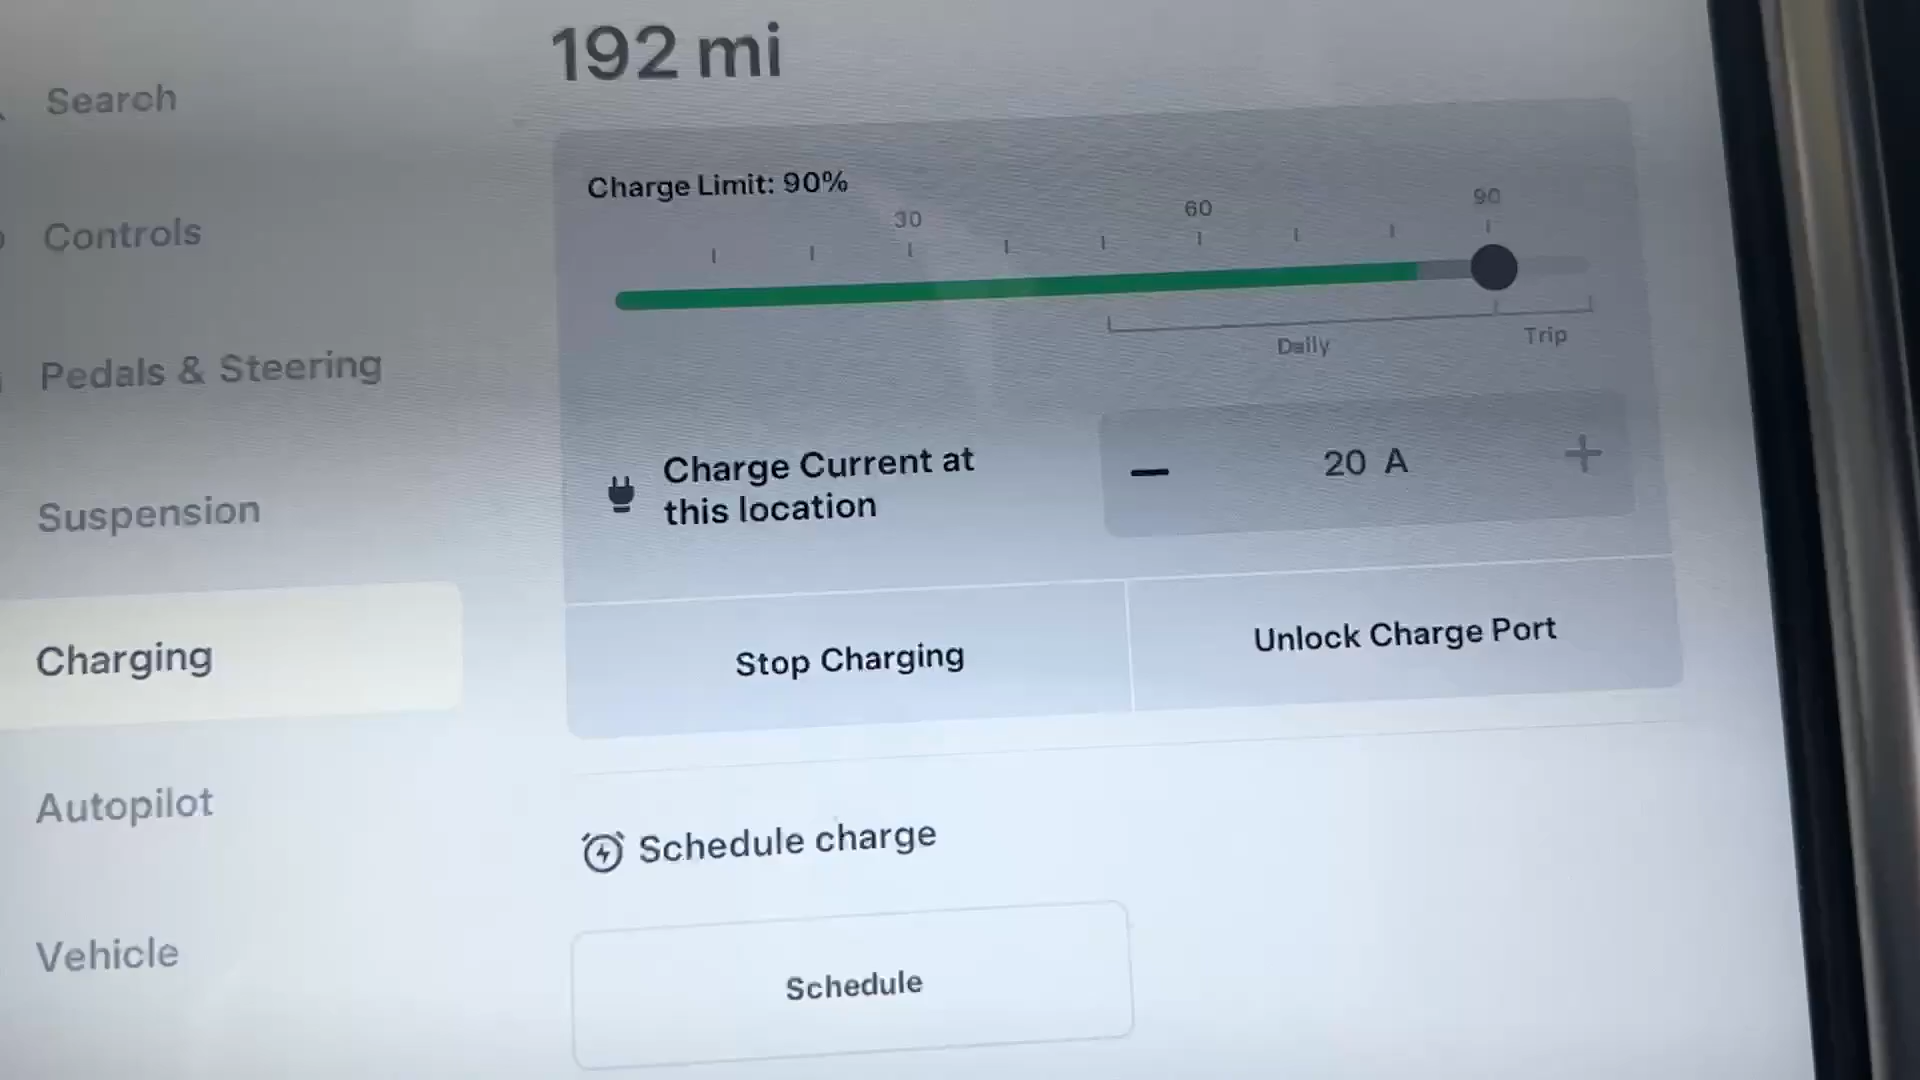 192 mi
Search
Charge Limit: 90%
30 60 90
Controls
Daily Trip
Pedals & Steering
Charge Current at
this location
20 A
Suspension
Stop Charging
Unlock Charge Port
Charging
Autopilot
Schedule charge
Vehicle
Schedule